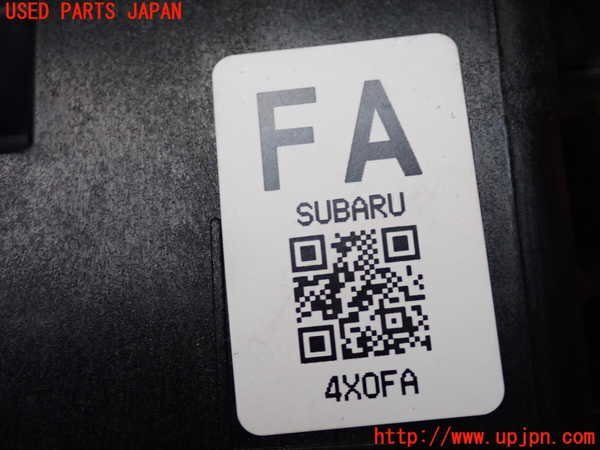 USED PARTS JAPAN
FA
SUBARU
4X0FA
http://www.upjpn.com/